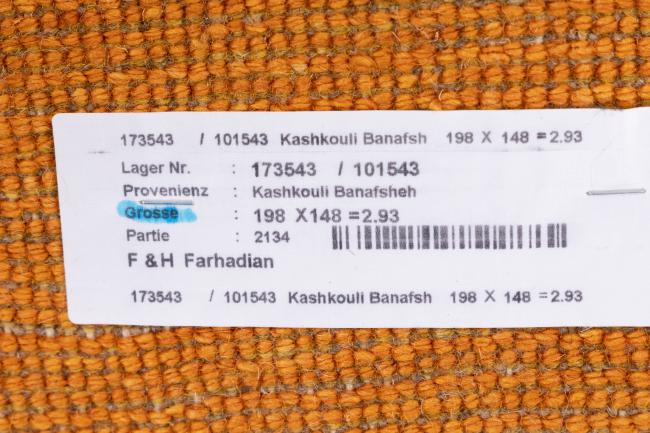 173543 / 101543 Kashkouli Banafsh 198 X 148 = 2.93
Lager Nr. : 173543 / 101543
Provenienz : Kashkouli Banafsheh
Grosse : 198 X148 = 2.93
Partie : 2134
F & H Farhadian
173543 / 101543 Kashkouli Banafsh 198 X 148 = 2.93